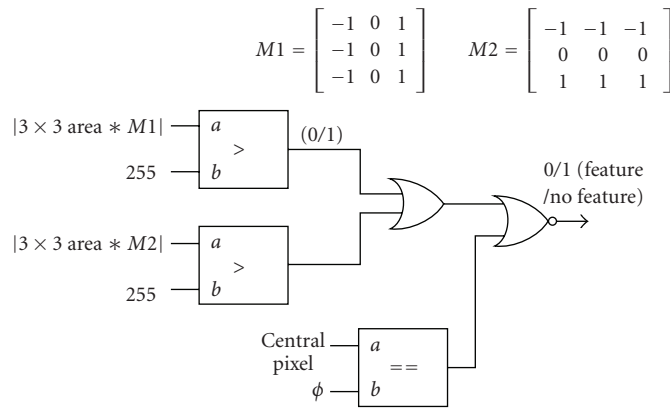 M1 = [ −1 0 1
−1 0 1
−1 0 1 ]
M2 = [ −1 −1 −1
0 0 0
1 1 1 ]
|3 × 3 area ∗ M1|
a
>
(0/1)
255
b
0/1 (feature
/no feature)
|3 × 3 area ∗ M2|
a
>
255
b
Central
pixel
a
==
ϕ
b